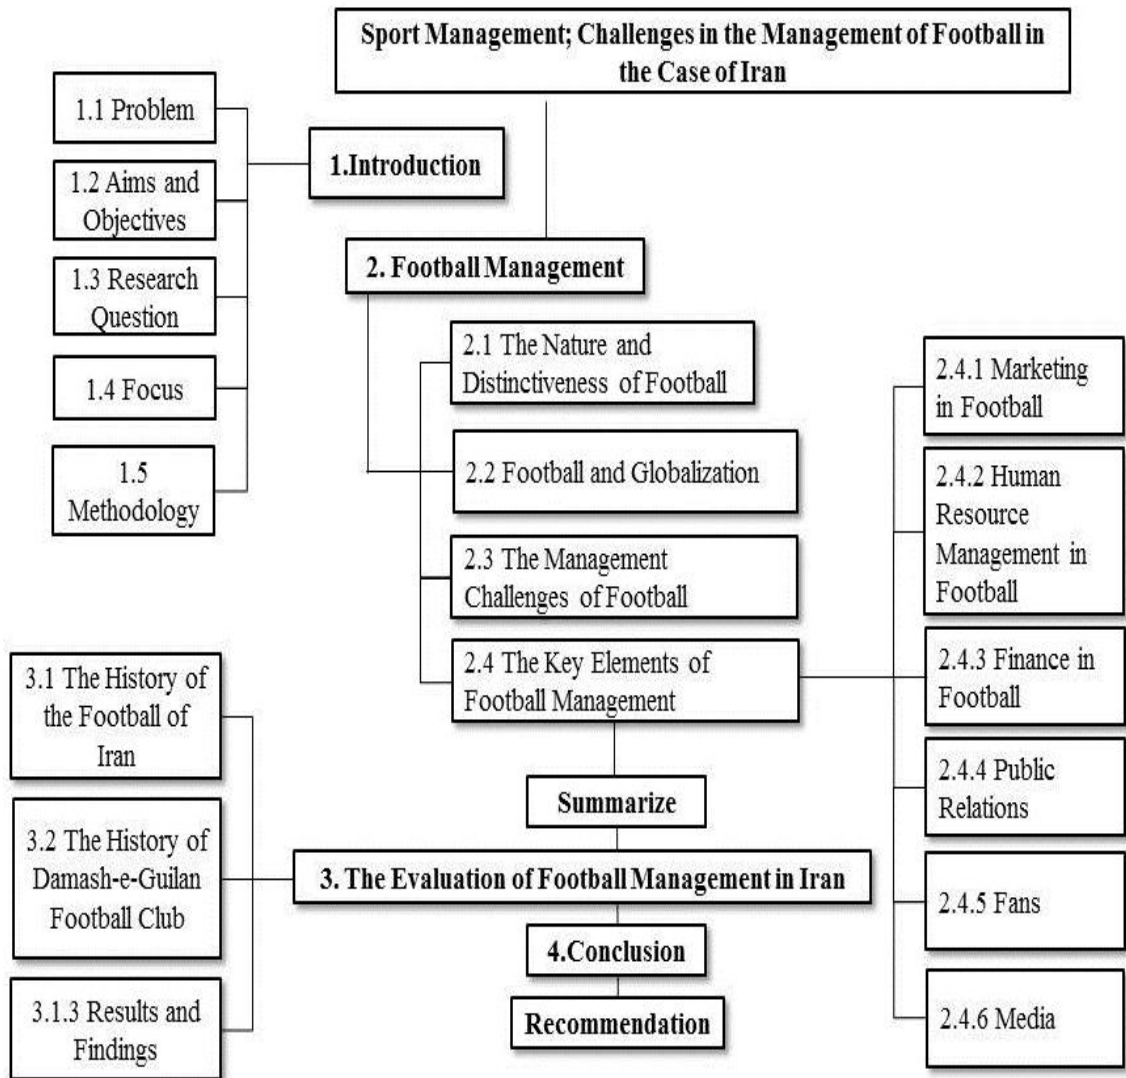 Sport Management; Challenges in the Management of Football in
the Case of Iran
1.Introduction
1.1 Problem
1.2 Aims and
Objectives
1.3 Research
Question
1.4 Focus
1.5
Methodology
2. Football Management
2.1 The Nature and
Distinctiveness of Football
2.2 Football and Globalization
2.3 The Management
Challenges of Football
2.4 The Key Elements of
Football Management
2.4.1 Marketing
in Football
2.4.2 Human
Resource
Management in
Football
2.4.3 Finance in
Football
2.4.4 Public
Relations
2.4.5 Fans
2.4.6 Media
Summarize
3. The Evaluation of Football Management in Iran
3.1 The History of
the Football of
Iran
3.2 The History of
Damash-e-Guilan
Football Club
3.1.3 Results and
Findings
4.Conclusion
Recommendation